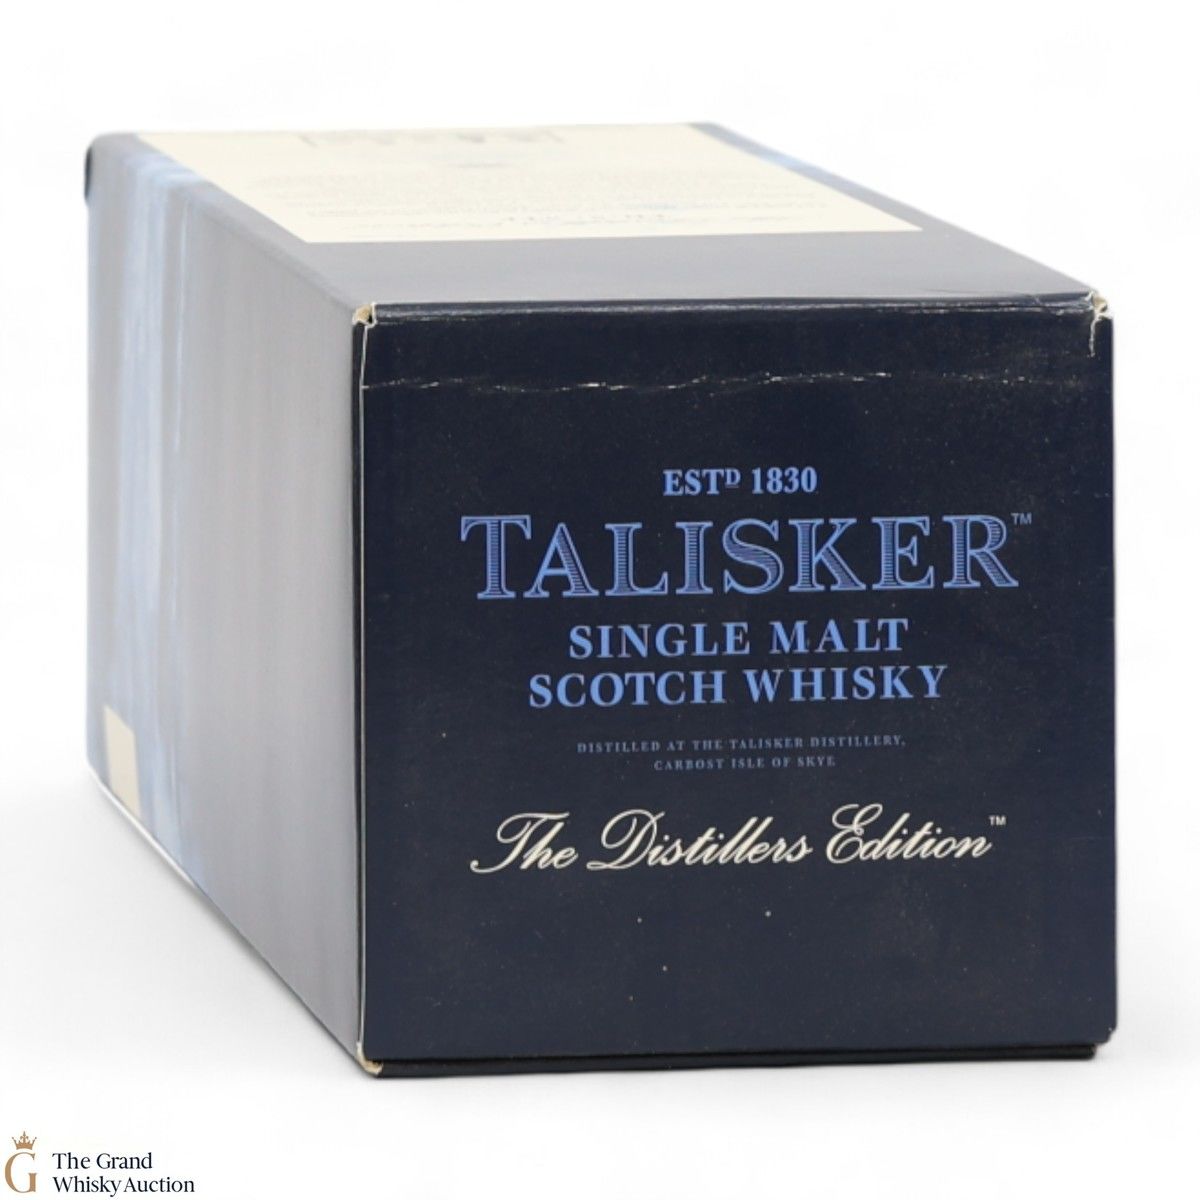 ESTD 1830
TALISKER™
SINGLE MALT
SCOTCH WHISKY
DISTILLED AT THE TALISKER DISTILLERY,
CARBOST ISLE OF SKYE
The Distillers Edition™
G The Grand
Whisky Auction